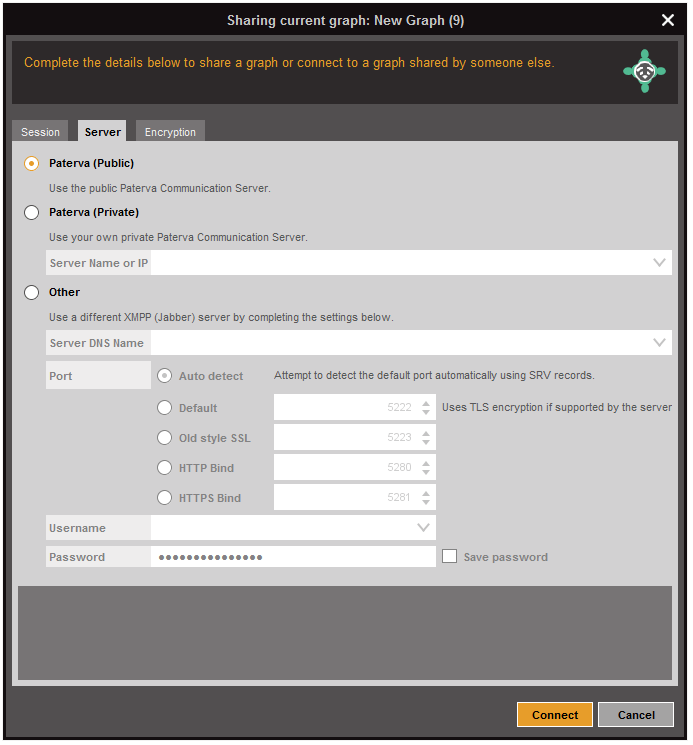 Sharing current graph: New Graph (9)
Complete the details below to share a graph or connect to a graph shared by someone else.
Session Server Encryption
Paterva (Public)
Use the public Paterva Communication Server.
Paterva (Private)
Use your own private Paterva Communication Server.
Server Name or IP
Other
Use a different XMPP (Jabber) server by completing the settings below.
Server DNS Name
Port Auto detect Attempt to detect the default port automatically using SRV records.
Default 5222 Uses TLS encryption if supported by the server
Old style SSL 5223
HTTP Bind 5280
HTTPS Bind 5281
Username
Password Save password
Connect Cancel